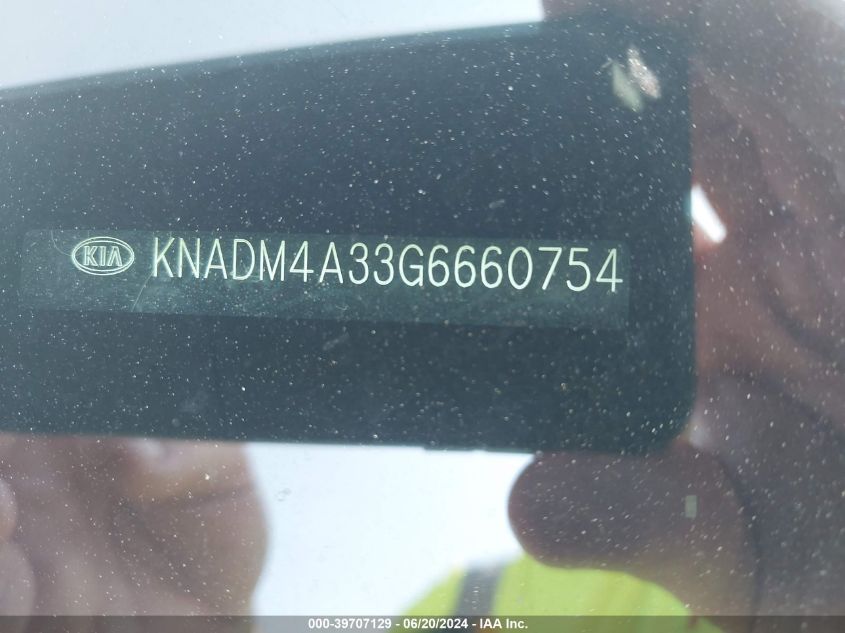 KIA KNADM4A33G6660754
000-39707129 — 06/20/2024 — IAA Inc.